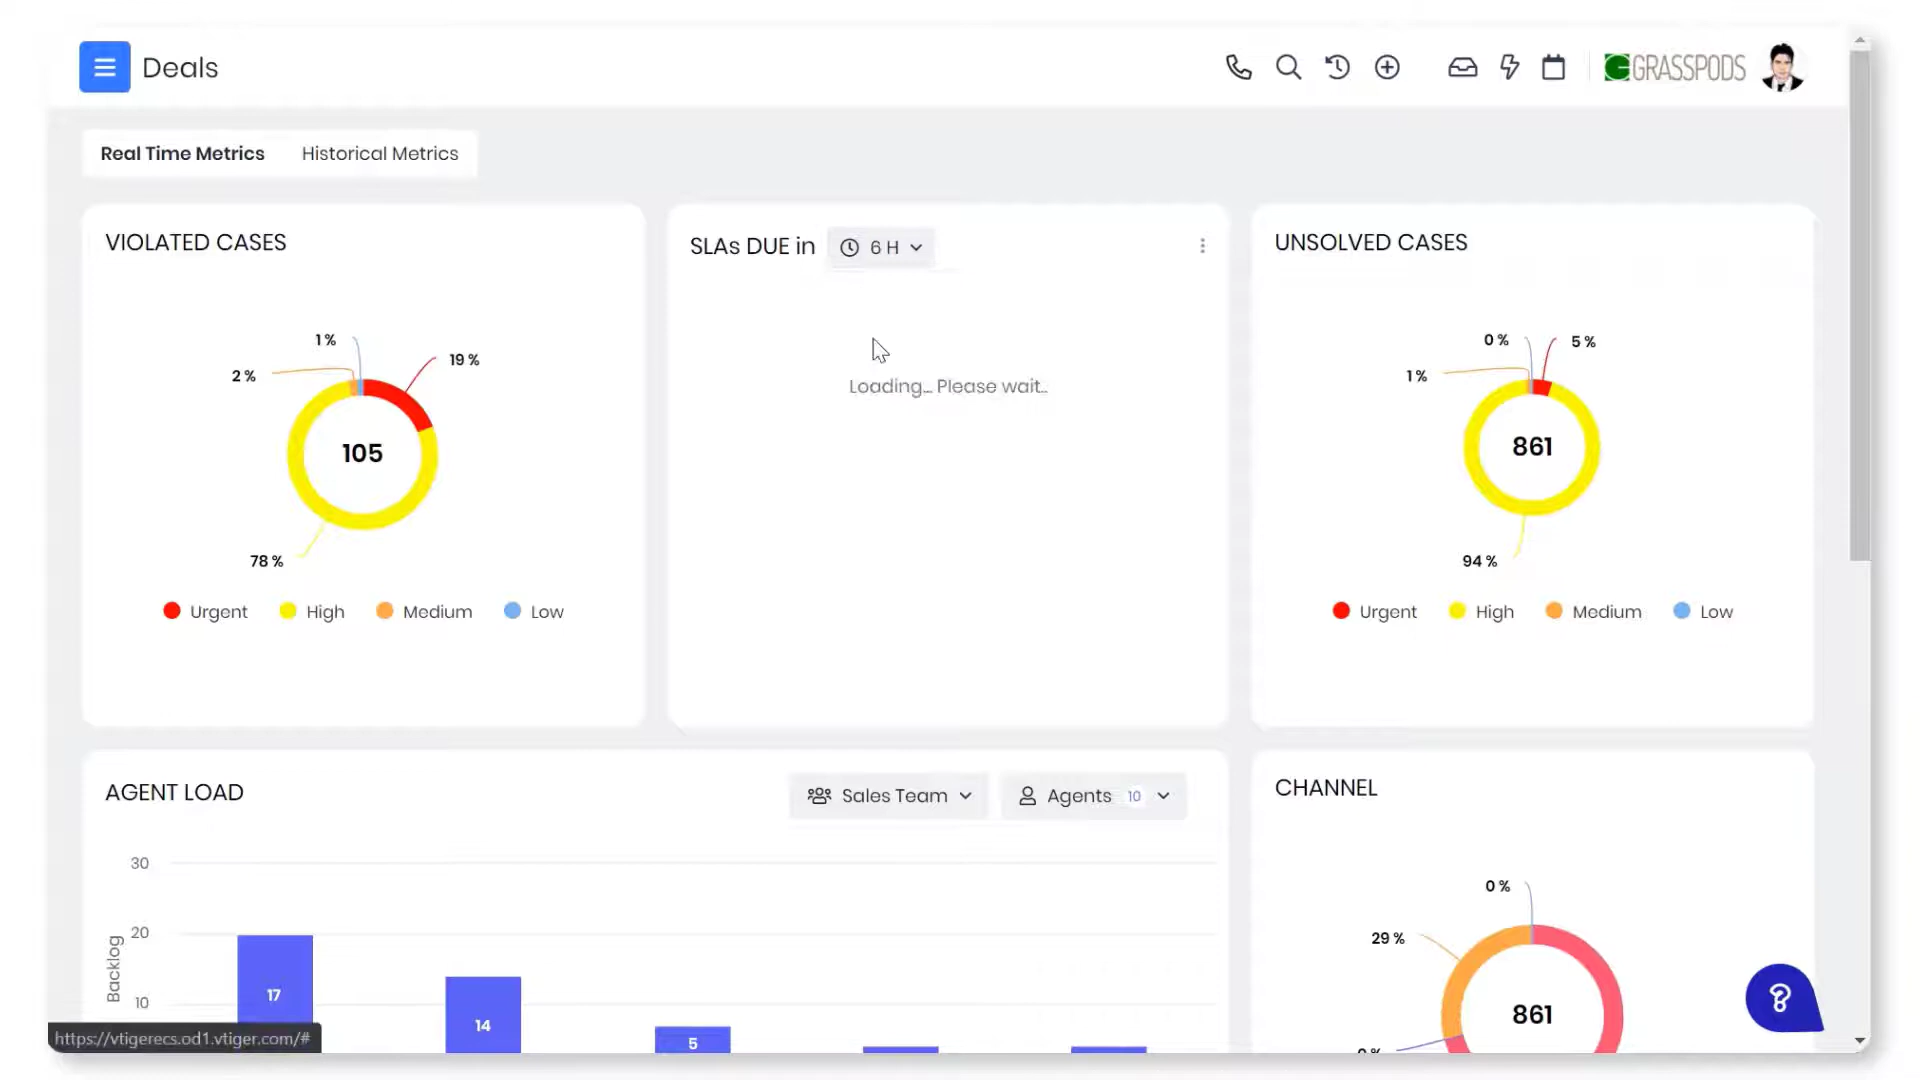 Deals
GRASSPODS
Real Time Metrics
Historical Metrics
VIOLATED CASES
1 %
19 %
2 %
105
78 %
Urgent
High
Medium
Low
SLAs DUE in
6 H
Loading... Please wait..
UNSOLVED CASES
0 %
5 %
1 %
861
94 %
Urgent
High
Medium
Low
AGENT LOAD
Sales Team
Agents 10
30
20
10
Backlog
17
14
5
CHANNEL
0 %
29 %
861
https://vtigerecs.od1.vtiger.com/#